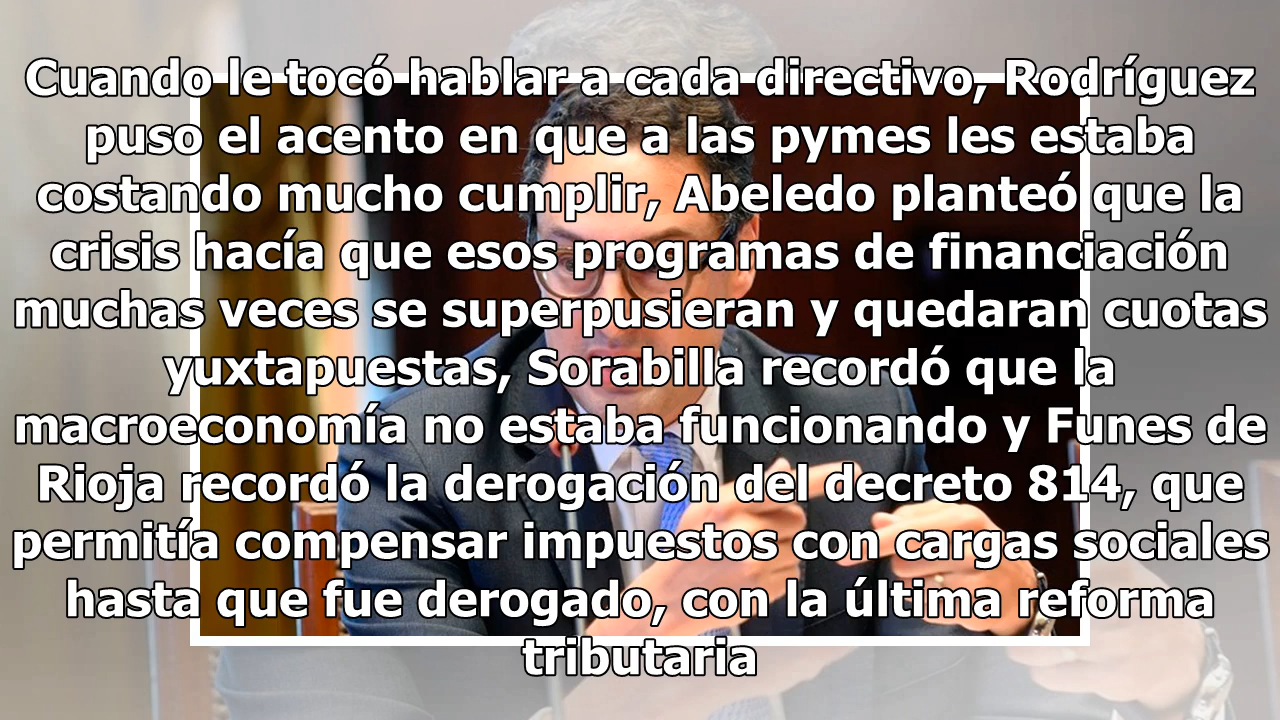 Cuando le tocó hablar a cada directivo, Rodríguez
puso el acento en que a las pymes les estaba
costando mucho cumplir, Abeledo planteó que la
crisis hacía que esos programas de financiación
muchas veces se superpusieran y quedaran cuotas
yuxtapuestas, Sorabilla recordó que la
macroeconomía no estaba funcionando y Funes de
Rioja recordó la derogación del decreto 814, que
permitía compensar impuestos con cargas sociales
hasta que fue derogado, con la última reforma
tributaria